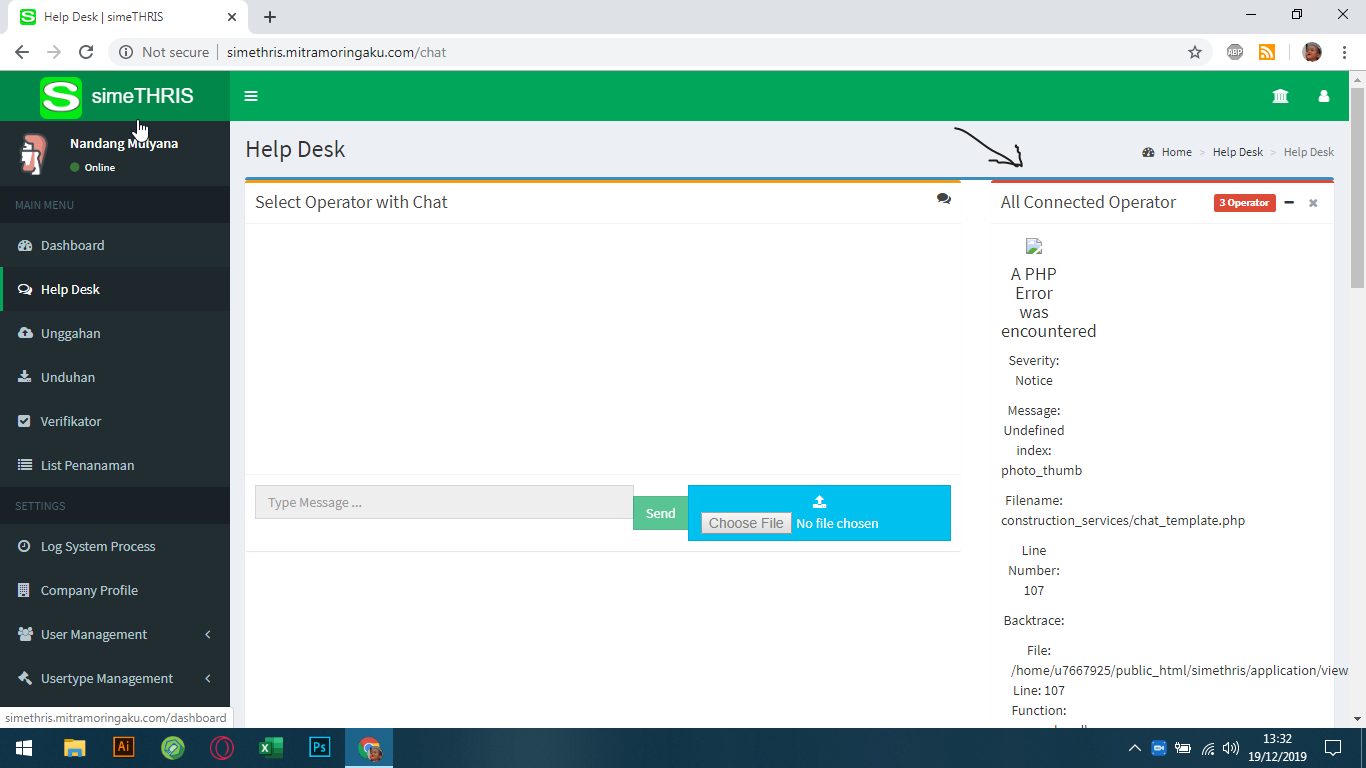 Help Desk | simeTHRIS
Not secure
simethris.mitramoringaku.com/chat
ABP
S simeTHRIS
Nandang Mulyana
Online
MAIN MENU
Dashboard
Help Desk
Unggahan
Unduhan
Verifikator
List Penanaman
SETTINGS
Log System Process
Company Profile
User Management
Usertype Management
simethris.mitramoringaku.com/dashboard
Help Desk
Home > Help Desk > Help Desk
Select Operator with Chat
Type Message ...
Send
Choose File No file chosen
All Connected Operator
3 Operator
A PHP
Error
was
encountered
Severity:
Notice
Message:
Undefined
index:
photo_thumb
Filename:
construction_services/chat_template.php
Line
Number:
107
Backtrace:
File:
/home/u7667925/public_html/simethris/application/view
Line: 107
Function:
Ai
X
Ps
13:32
19/12/2019